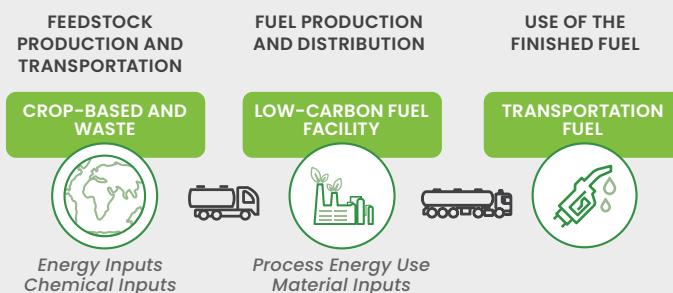 FEEDSTOCK
PRODUCTION AND
TRANSPORTATION
FUEL PRODUCTION
AND DISTRIBUTION
USE OF THE
FINISHED FUEL
CROP-BASED AND
WASTE
LOW-CARBON FUEL
FACILITY
TRANSPORTATION
FUEL
Energy Inputs
Chemical Inputs
Process Energy Use
Material Inputs